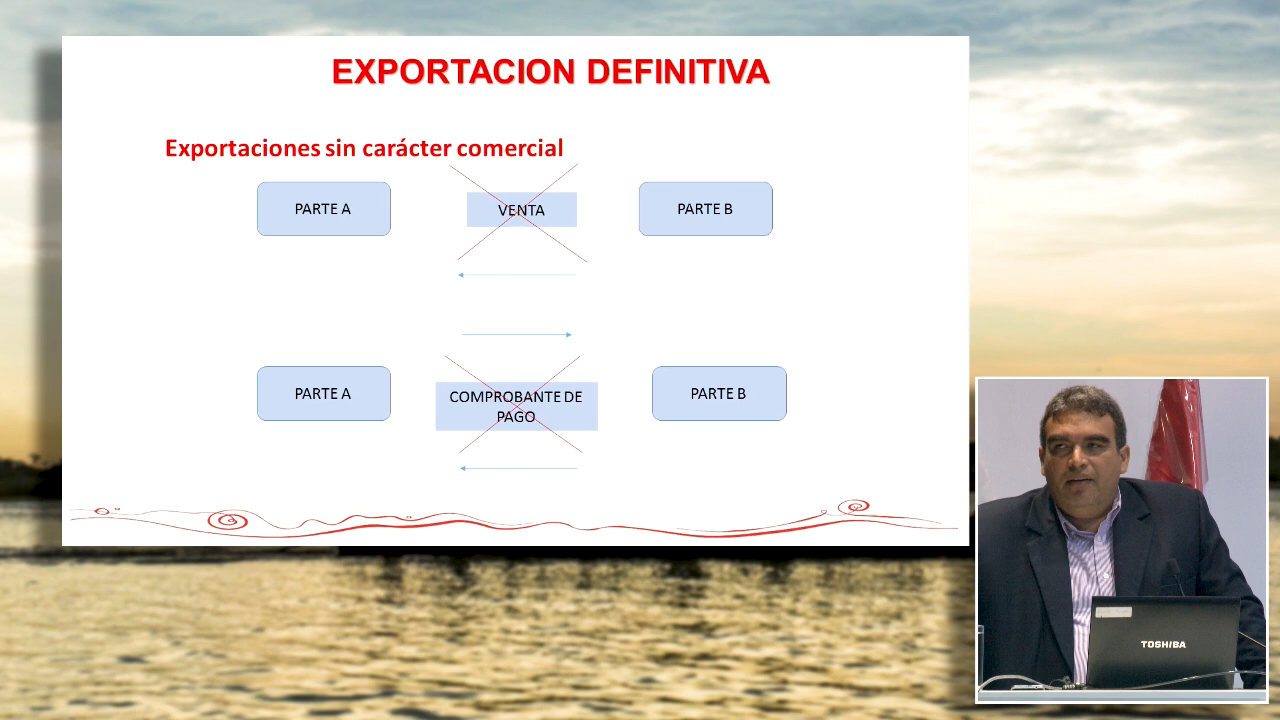 EXPORTACION DEFINITIVA
Exportaciones sin carácter comercial
PARTE A
VENTA
PARTE B
PARTE A
COMPROBANTE DE
PAGO
PARTE B
TOSHIBA